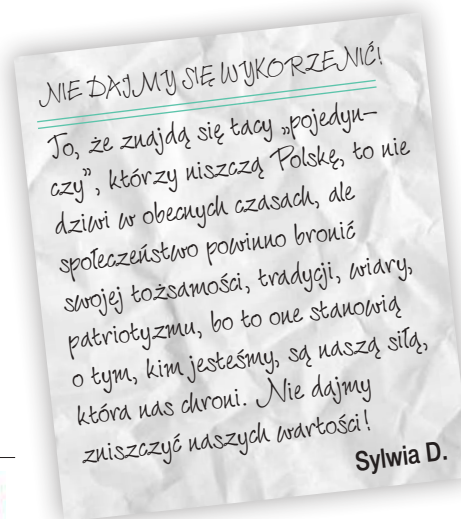 NIE DAJMY SIĘ WYKORZENIĆ!
To, że znajdą się tacy „pojedyn-
czy”, którzy niszczą Polskę, to nie
dziwi w obecnych czasach, ale
społeczeństwo powinno bronić
swojej tożsamości, tradycji, wiary,
patriotyzmu, bo to one stanowią
o tym, kim jesteśmy, są naszą siłą,
która nas chroni. Nie dajmy
zniszczyć naszych wartości!
Sylwia D.